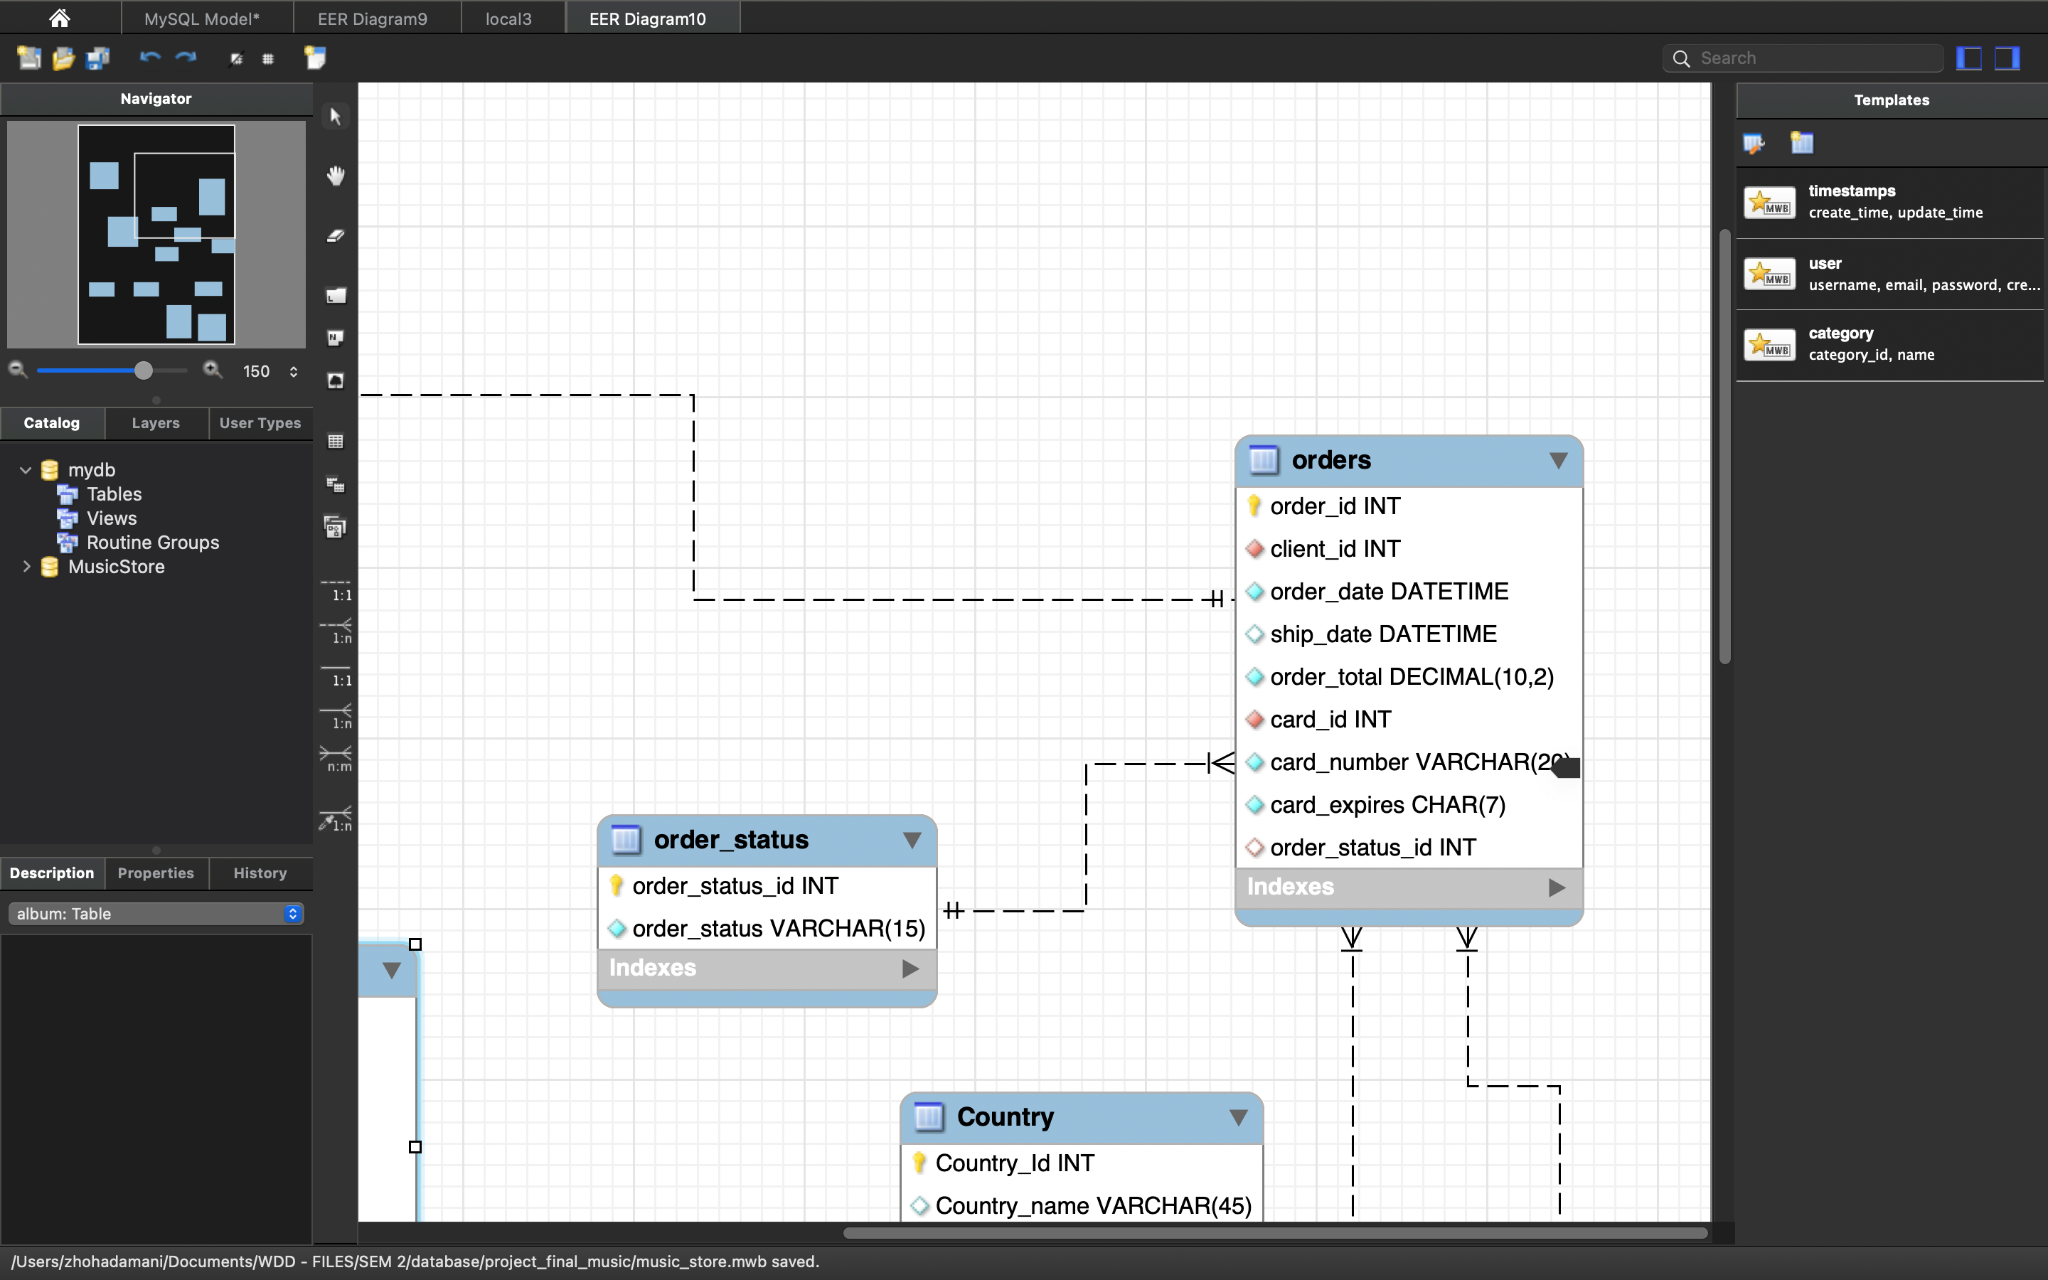 MySQL Model*
EER Diagram9
local3
EER Diagram10
Search
Navigator
150
Catalog
Layers
User Types
mydb
Tables
Views
Routine Groups
MusicStore
Description
Properties
History
album: Table
1:1
1:n
1:1
1:n
n:m
1:n
orders
order_id INT
client_id INT
order_date DATETIME
ship_date DATETIME
order_total DECIMAL(10,2)
card_id INT
card_number VARCHAR(20)
card_expires CHAR(7)
order_status_id INT
Indexes
order_status
order_status_id INT
order_status VARCHAR(15)
Indexes
Country
Country_Id INT
Country_name VARCHAR(45)
Templates
MWB
timestamps
create_time, update_time
MWB
user
username, email, password, cre...
MWB
category
category_id, name
/Users/zhohadamani/Documents/WDD - FILES/SEM 2/database/project_final_music/music_store.mwb saved.